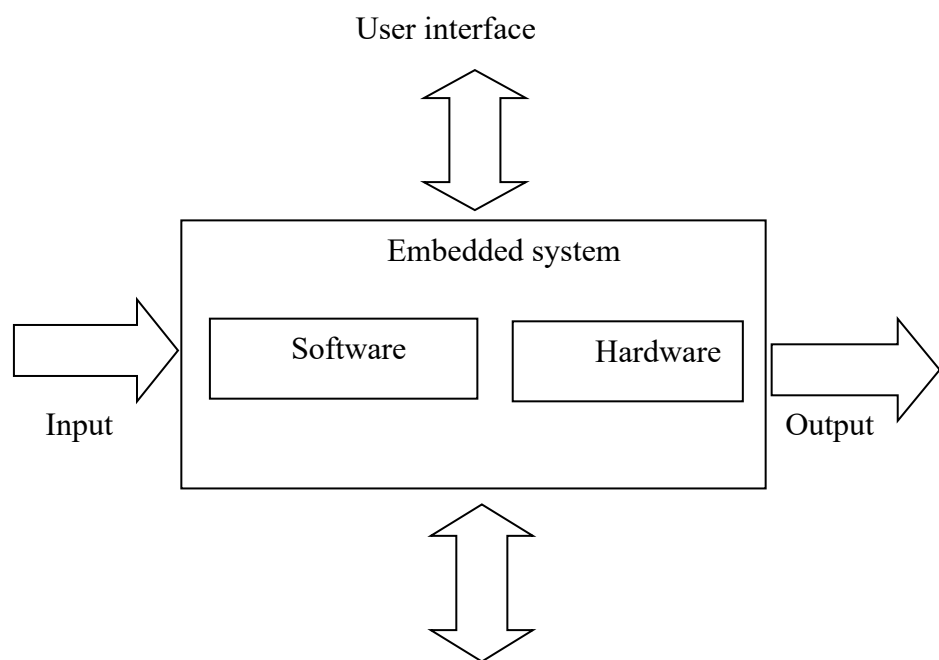 User interface
Embedded system
Software
Hardware
Input
Output